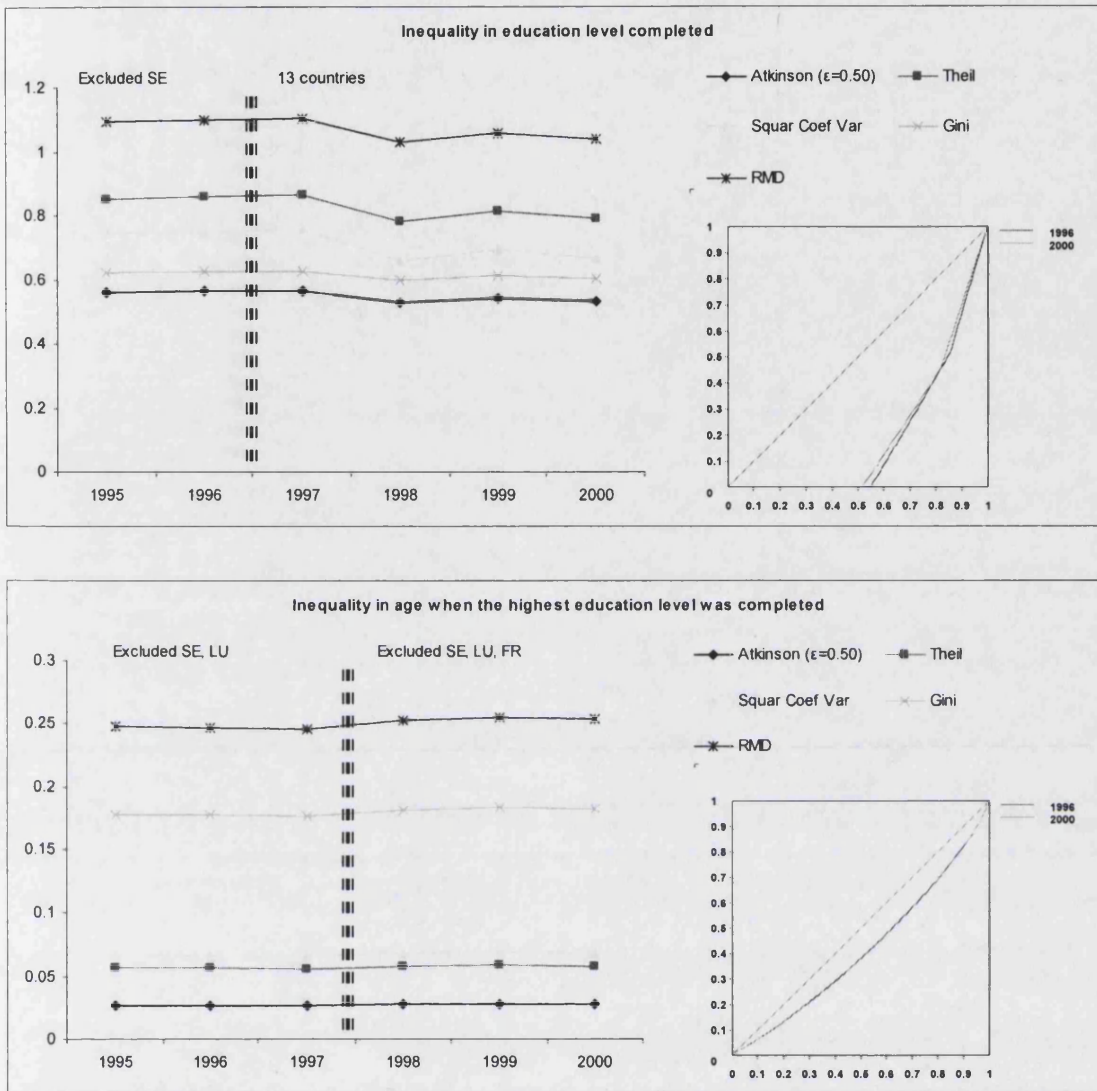 Inequality in education level completed
Excluded SE 13 countries
1.2
1
0.8
0.6
0.4
0.2
0
1995 1996 1997 1998 1999 2000
Atkinson (ε=0.50) Theil
Squar Coef Var Gini
RMD
1
0.9
0.8
0.7
0.6
0.5
0.4
0.3
0.2
0.1
0
0 0.1 0.2 0.3 0.4 0.5 0.6 0.7 0.8 0.9 1
1996
2000
Inequality in age when the highest education level was completed
Excluded SE, LU Excluded SE, LU, FR
0.3
0.25
0.2
0.15
0.1
0.05
0
1995 1996 1997 1998 1999 2000
Atkinson (ε=0.50) Theil
Squar Coef Var Gini
RMD
1
0.9
0.8
0.7
0.6
0.5
0.4
0.3
0.2
0.1
0
0 0.1 0.2 0.3 0.4 0.5 0.6 0.7 0.8 0.9 1
1996
2000